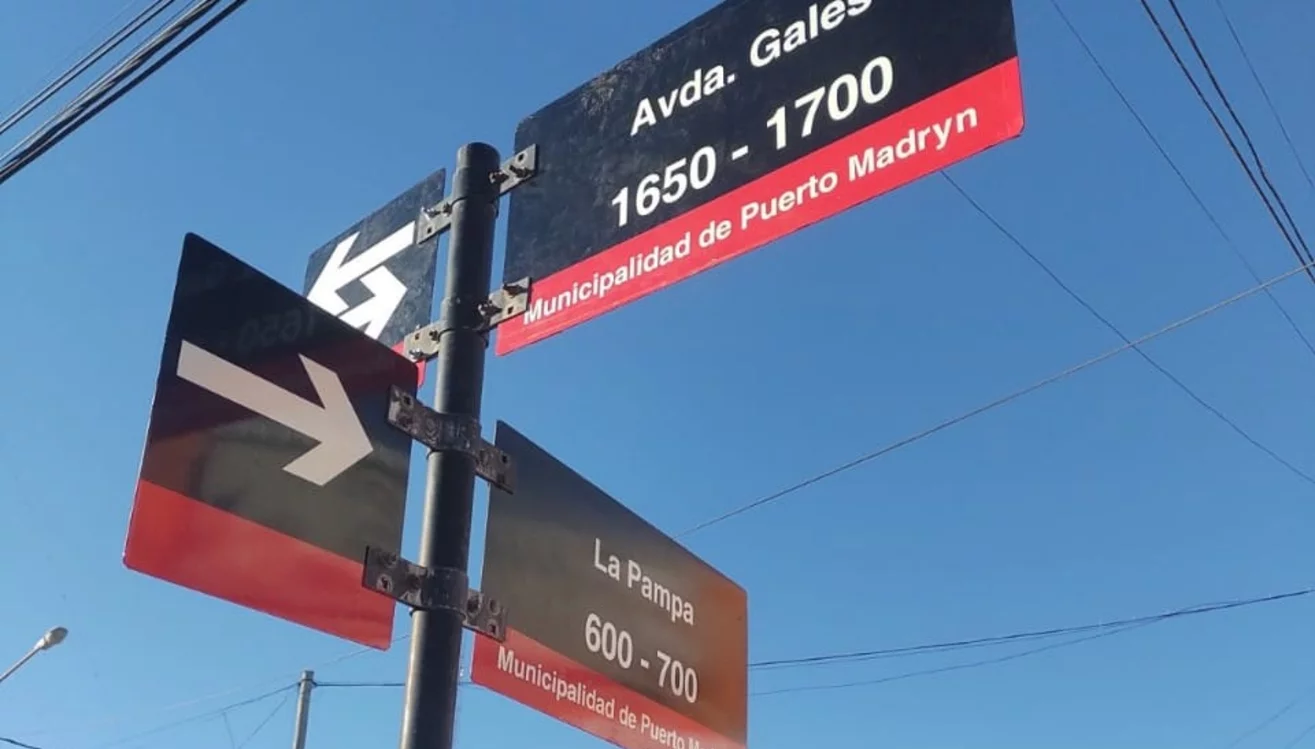 Avda. Gales
1650 - 1700
Municipalidad de Puerto Madryn
La Pampa
600 - 700
Municipalidad de Puerto